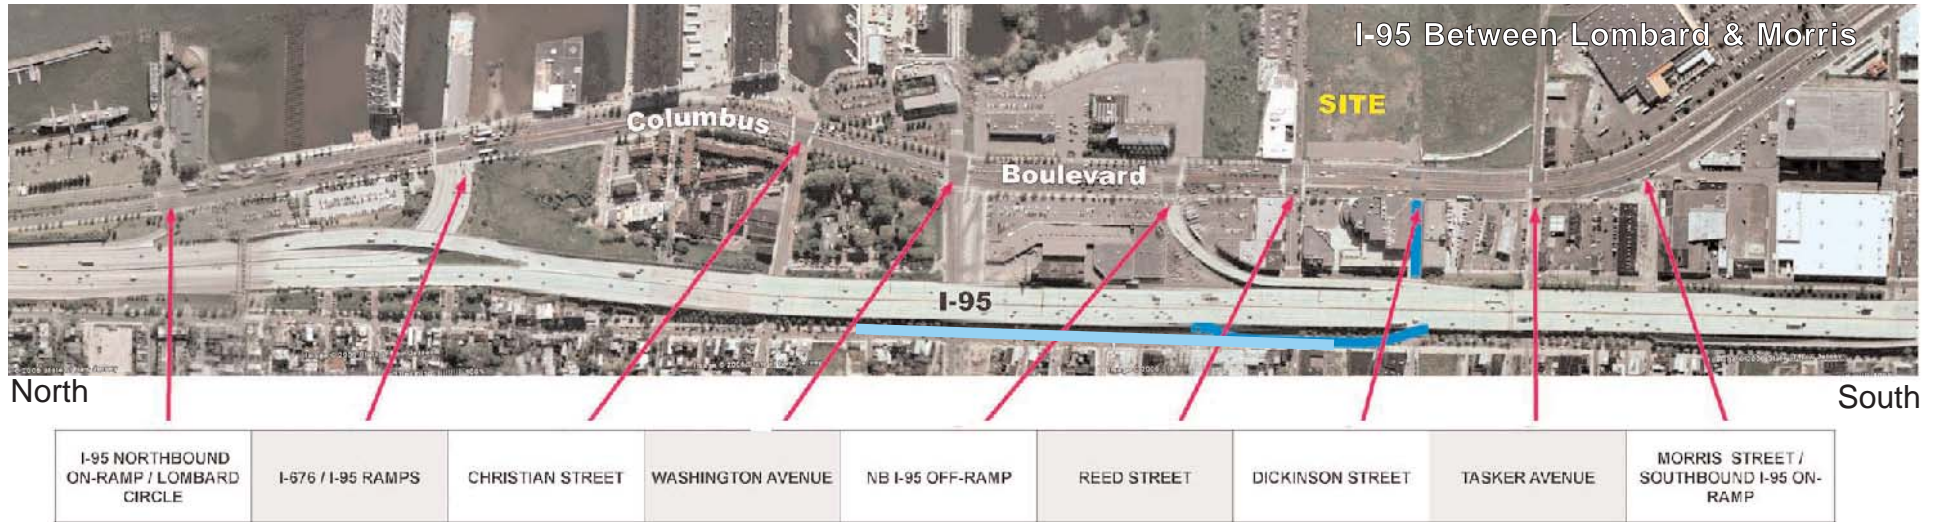 I-95 Between Lombard & Morris
SITE
Columbus
Boulevard
I-95
North
South
I-95 NORTHBOUND
ON-RAMP / LOMBARD
CIRCLE
I-676 / I-95 RAMPS
CHRISTIAN STREET
WASHINGTON AVENUE
NB I-95 OFF-RAMP
REED STREET
DICKINSON STREET
TASKER AVENUE
MORRIS STREET /
SOUTHBOUND I-95 ON-
RAMP